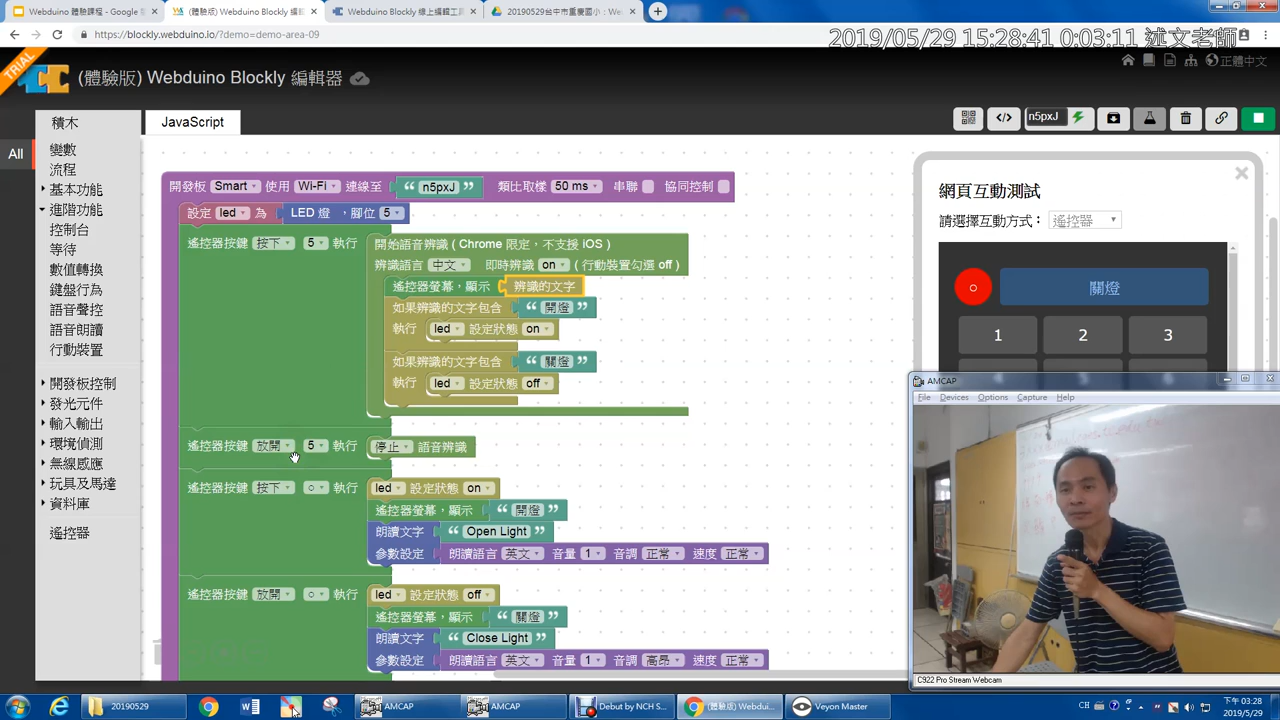 Webduino 體驗課程 - Google 簡
(體驗版) Webduino Blockly 編輯
Webduino Blockly 線上編輯工具
20190529台中市重慶國小：We
https://blockly.webduino.io/?demo=demo-area-09
2019/05/29 15:28:41 0:03:11 述文老師
TRIAL
(體驗版) Webduino Blockly 編輯器
正體中文
積木
JavaScript
n5pxJ
All
變數
流程
基本功能
進階功能
控制台
等待
數值轉換
鍵盤行為
語音聲控
語音朗讀
行動裝置
開發板控制
發光元件
輸入輸出
環境偵測
無線感應
玩具及馬達
資料庫
遙控器
開發板 Smart 使用 Wi-Fi 連線至 “ n5pxJ ” 類比取樣 50 ms 串聯 協同控制
設定 led 為 LED 燈 ，腳位 5
遙控器按鍵 按下 5 執行
開始語音辨識 ( Chrome 限定，不支援 iOS )
辨識語言 中文 即時辨識 on ( 行動裝置勾選 off )
遙控器螢幕，顯示 辨識的文字
如果辨識的文字包含 “ 開燈 ”
執行 led 設定狀態 on
如果辨識的文字包含 “ 關燈 ”
執行 led 設定狀態 off
遙控器按鍵 放開 5 執行 停止 語音辨識
遙控器按鍵 按下 ○ 執行 led 設定狀態 on
遙控器螢幕，顯示 “ 開燈 ”
朗讀文字 “ Open Light ”
參數設定 朗讀語言 英文 音量 1 音調 正常 速度 正常
遙控器按鍵 放開 ○ 執行 led 設定狀態 off
遙控器螢幕，顯示 “ 關燈 ”
朗讀文字 “ Close Light ”
參數設定 朗讀語言 英文 音量 1 音調 高昂 速度 正常
網頁互動測試
請選擇互動方式： 遙控器
○ 關燈
1 2 3
AMCAP
File Devices Options Capture Help
C922 Pro Stream Webcam
20190529
AMCAP
AMCAP
Debut by NCH S...
(體驗版) Webdui...
Veyon Master
CH
下午 03:28
2019/5/29